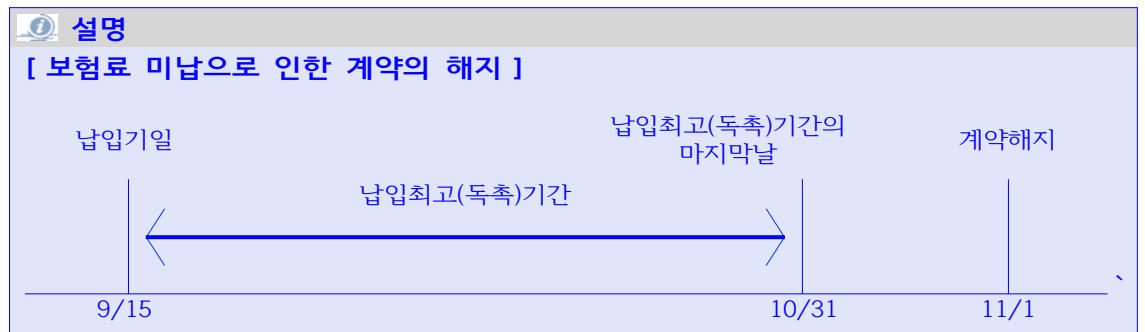 설명
[ 보험료 미납으로 인한 계약의 해지 ]
납입기일
납입최고(독촉)기간의
마지막날
계약해지
납입최고(독촉)기간
9/15
10/31
11/1
`